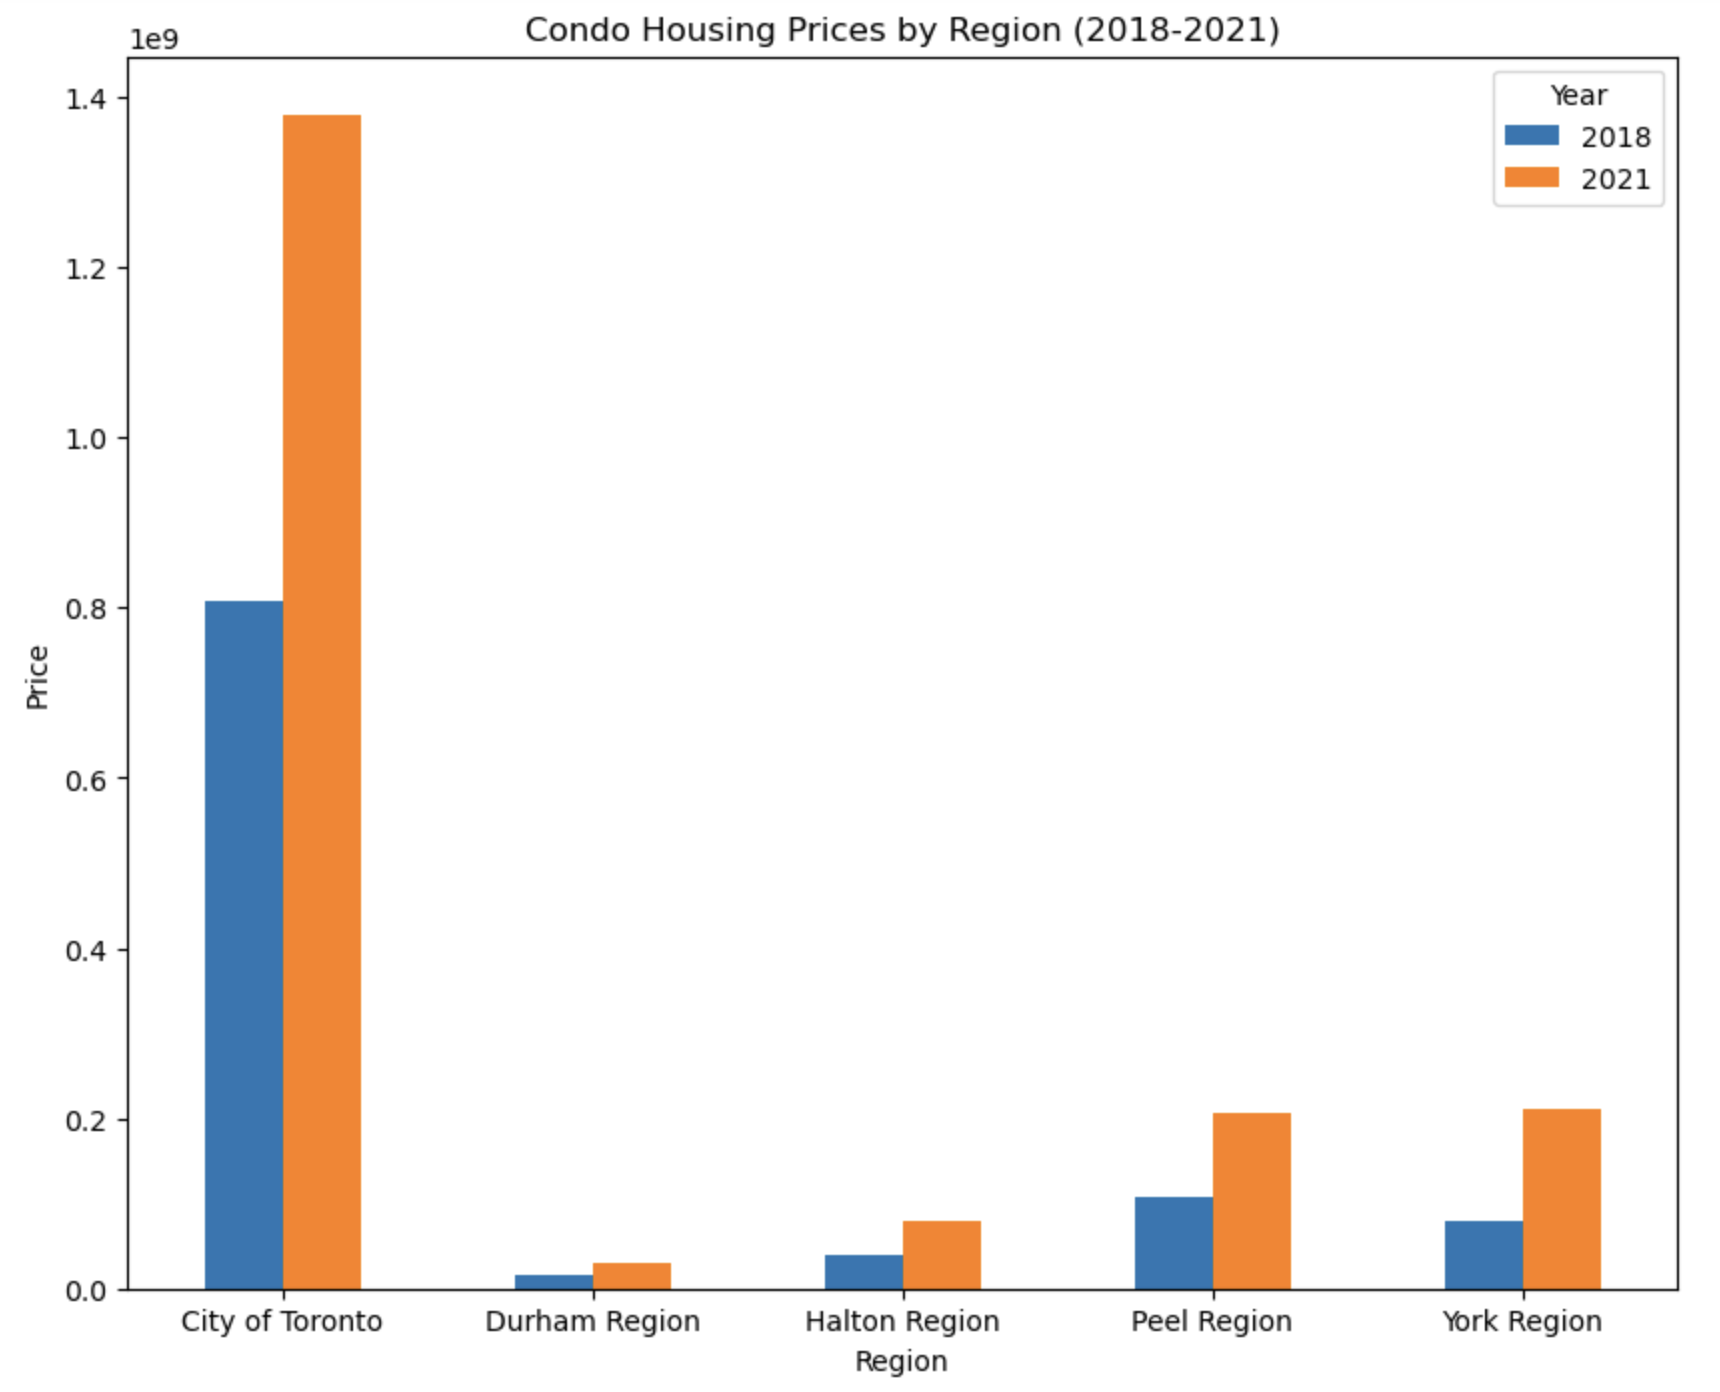 Condo Housing Prices by Region (2018-2021)
1e9
1.4
1.2
1.0
0.8
0.6
0.4
0.2
0.0
Price
Year
2018
2021
City of Toronto
Durham Region
Halton Region
Peel Region
York Region
Region